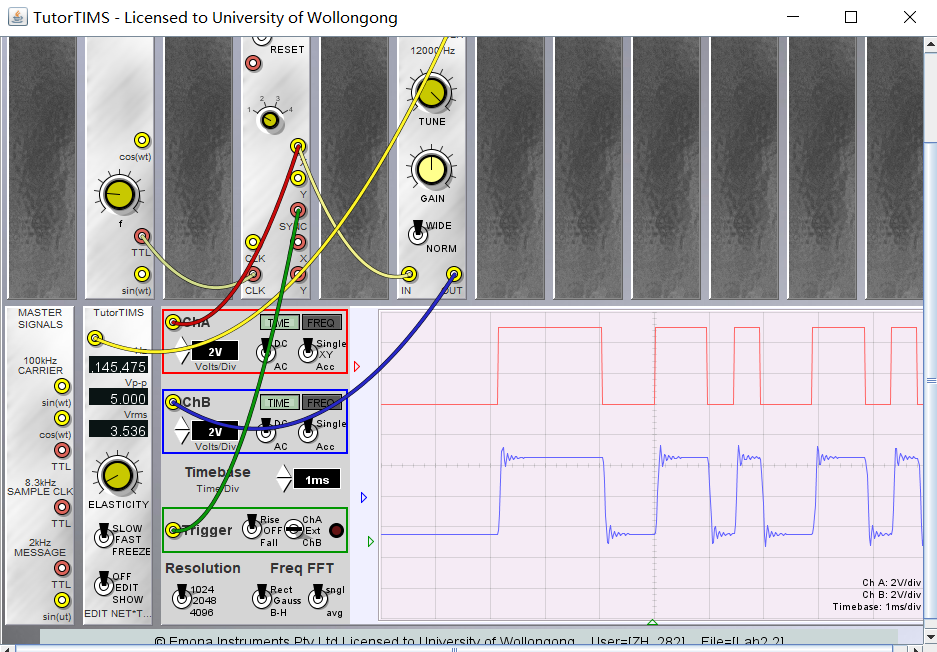 TutorTIMS - Licensed to University of Wollongong
RESET
12000 Hz
2 3
1 4
TUNE
cos(wt)
GAIN
f
Y
SYNC
WIDE
TTL
X
NORM
CLK
sin(wt)
CLK
Y
IN
OUT
MASTER
SIGNALS
TutorTIMS
ChA
TIME
FREQ
DC
Single
XY
2V
Volts/Div
AC
Acc
100kHz
CARRIER
145.475
Vp-p
5.000
Vrms
3.536
sin(wt)
cos(wt)
TTL
ChB
TIME
FREQ
DC
Single
2V
Volts/Div
AC
Acc
8.3kHz
SAMPLE CLK
TTL
ELASTICITY
Timebase
Time/Div
1ms
2kHz
MESSAGE
SLOW
FAST
FREEZE
Trigger
Rise
OFF
Fall
ChA
Ext
ChB
TTL
OFF
EDIT
SHOW
Resolution
Freq FFT
1024
2048
4096
Rect
Gauss
B-H
sngl
avg
sin(ut)
EDIT NET*T...
Ch A: 2V/div
Ch B: 2V/div
Timebase: 1ms/div
© Emona Instruments Pty Ltd Licensed to University of Wollongong User=[ZH_282] File=[Lab2.2]